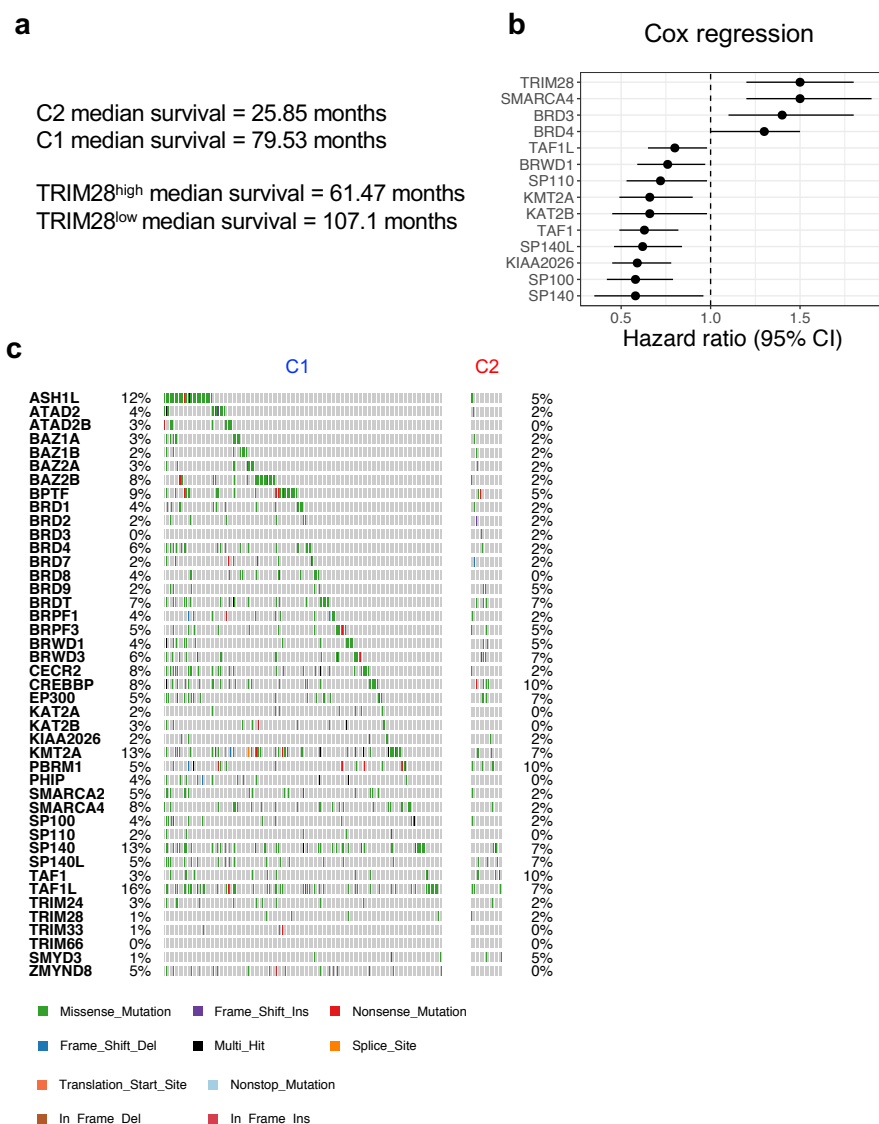 a
C2 median survival = 25.85 months
C1 median survival = 79.53 months
TRIM28high median survival = 61.47 months
TRIM28low median survival = 107.1 months
b
Cox regression
TRIM28
SMARCA4
BRD3
BRD4
TAF1L
BRWD1
SP110
KMT2A
KAT2B
TAF1
SP140L
KIAA2026
SP100
SP140
0.5 1.0 1.5
Hazard ratio (95% CI)
c
C1 C2
ASH1L 12% 5%
ATAD2 4% 2%
ATAD2B 3% 0%
BAZ1A 3% 2%
BAZ1B 2% 2%
BAZ2A 3% 2%
BAZ2B 8% 2%
BPTF 9% 5%
BRD1 4% 2%
BRD2 2% 2%
BRD3 0% 2%
BRD4 6% 2%
BRD7 2% 2%
BRD8 4% 0%
BRD9 2% 5%
BRDT 7% 7%
BRPF1 4% 2%
BRPF3 5% 5%
BRWD1 4% 5%
BRWD3 6% 7%
CECR2 8% 2%
CREBBP 8% 10%
EP300 5% 7%
KAT2A 2% 0%
KAT2B 3% 0%
KIAA2026 2% 2%
KMT2A 13% 7%
PBRM1 5% 10%
PHIP 4% 0%
SMARCA2 5% 2%
SMARCA4 8% 2%
SP100 4% 2%
SP110 2% 0%
SP140 13% 7%
SP140L 5% 7%
TAF1 3% 10%
TAF1L 16% 7%
TRIM24 3% 2%
TRIM28 1% 2%
TRIM33 1% 0%
TRIM66 0% 0%
SMYD3 1% 5%
ZMYND8 5% 0%
Missense_Mutation Frame_Shift_Ins Nonsense_Mutation
Frame_Shift_Del Multi_Hit Splice_Site
Translation_Start_Site Nonstop_Mutation
In_Frame_Del In_Frame_Ins